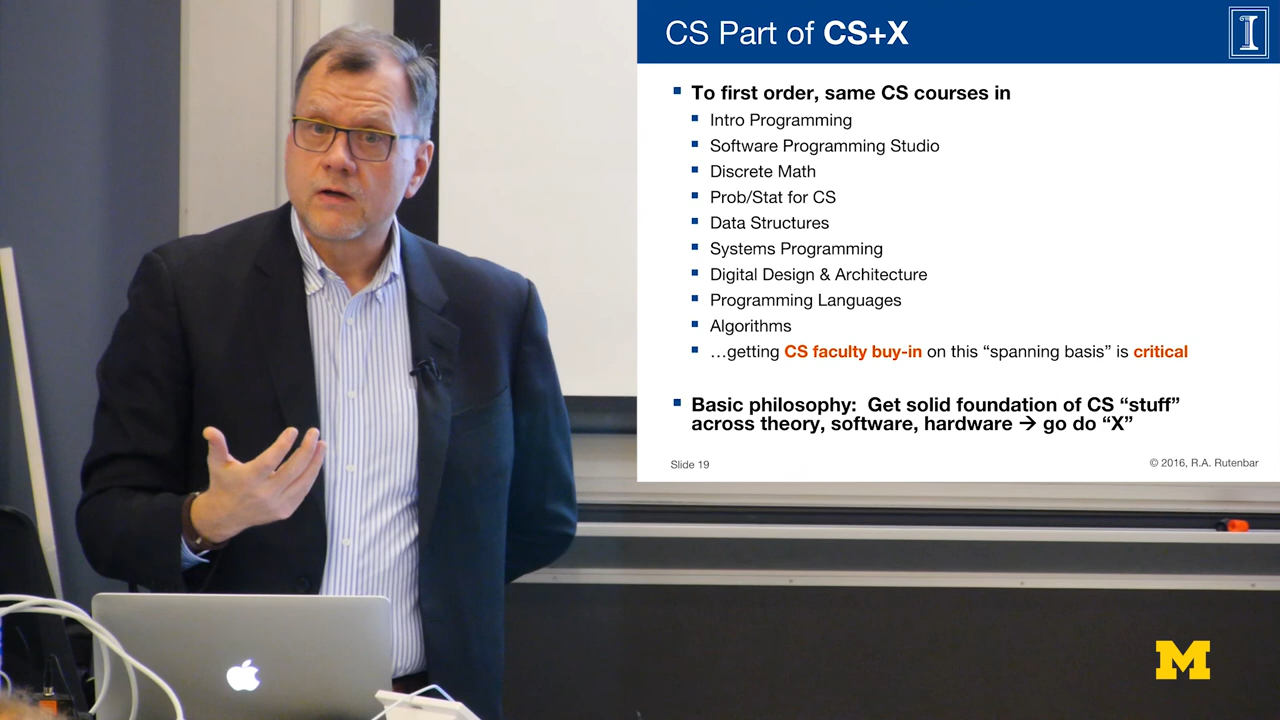 CS Part of CS+X
I
To first order, same CS courses in
Intro Programming
Software Programming Studio
Discrete Math
Prob/Stat for CS
Data Structures
Systems Programming
Digital Design & Architecture
Programming Languages
Algorithms
…getting CS faculty buy-in on this “spanning basis” is critical
Basic philosophy:  Get solid foundation of CS “stuff”
across theory, software, hardware → go do “X”
Slide 19
© 2016, R.A. Rutenbar
M